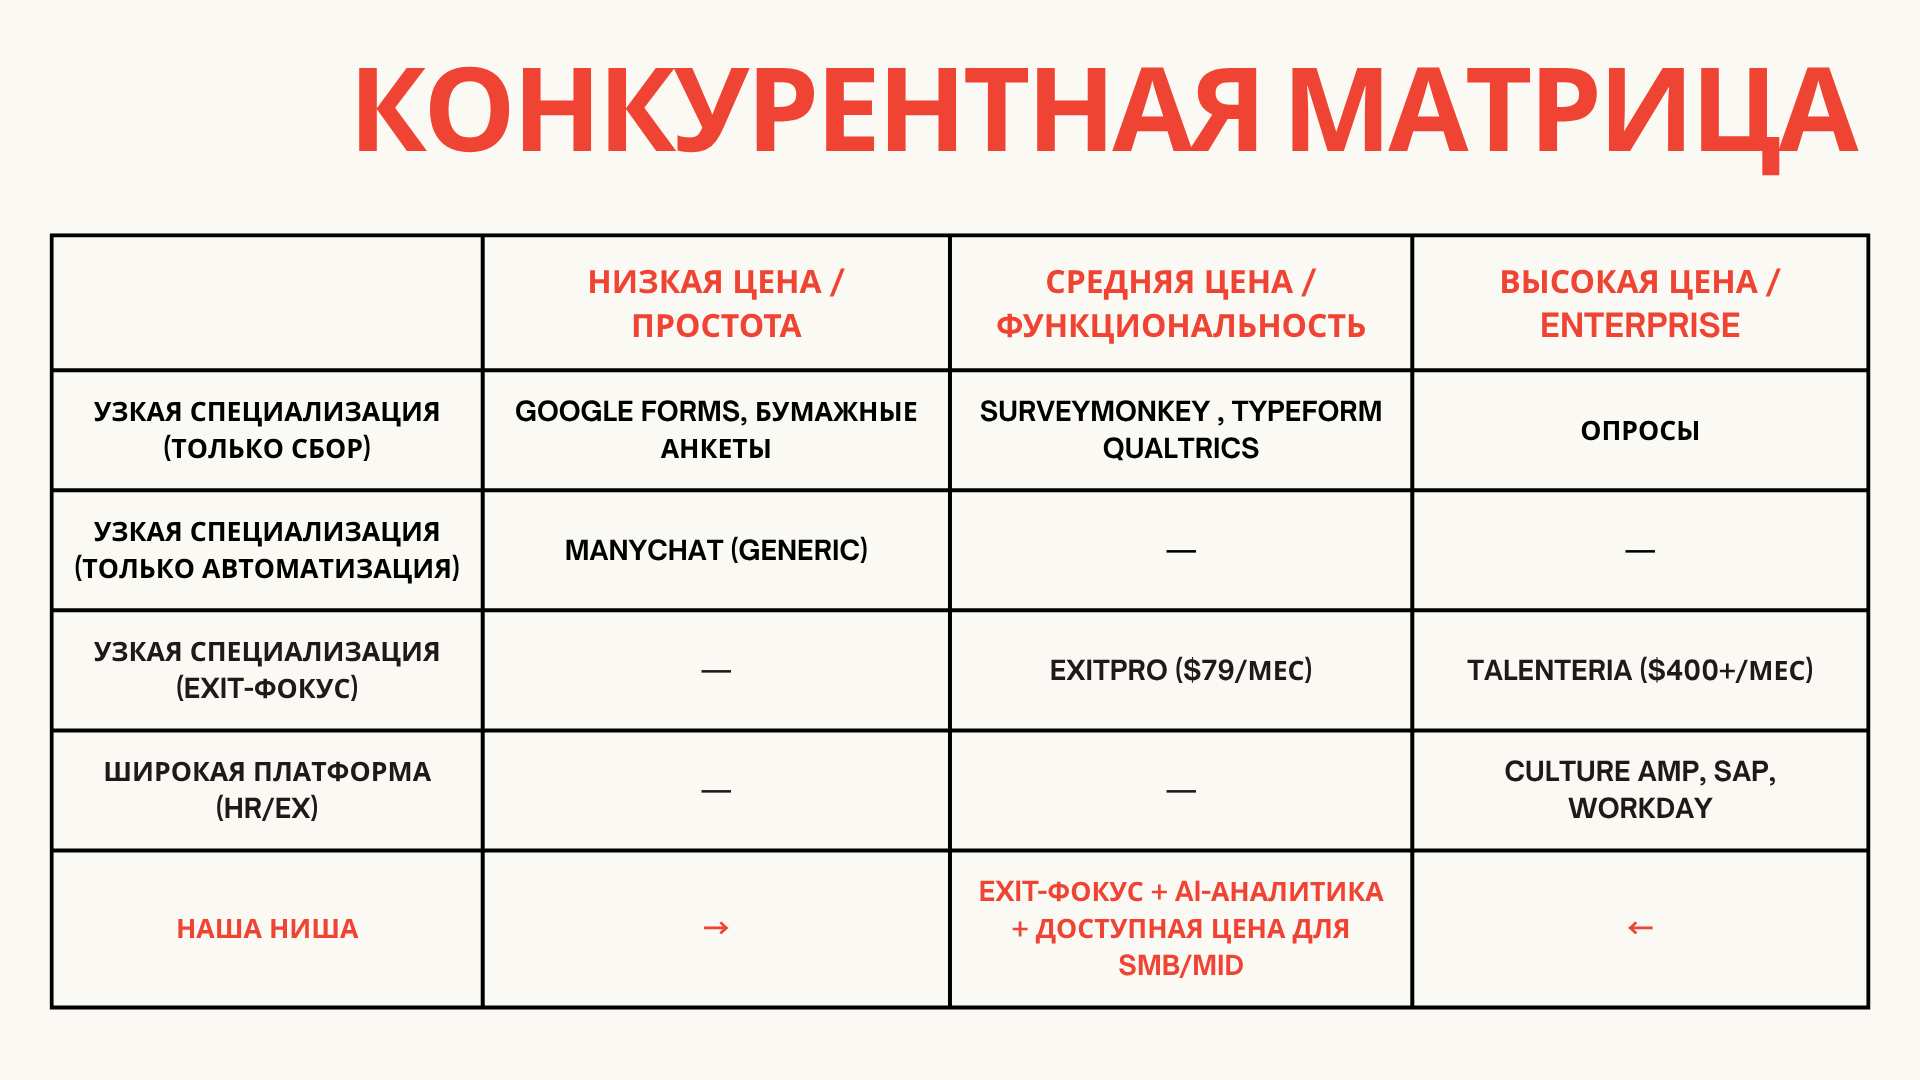 КОНКУРЕНТНАЯ МАТРИЦА
НИЗКАЯ ЦЕНА /
ПРОСТОТА
СРЕДНЯЯ ЦЕНА /
ФУНКЦИОНАЛЬНОСТЬ
ВЫСОКАЯ ЦЕНА /
ENTERPRISE
УЗКАЯ СПЕЦИАЛИЗАЦИЯ
(ТОЛЬКО СБОР)
GOOGLE FORMS, БУМАЖНЫЕ
АНКЕТЫ
SURVEYMONKEY , TYPEFORM
QUALTRICS
ОПРОСЫ
УЗКАЯ СПЕЦИАЛИЗАЦИЯ
(ТОЛЬКО АВТОМАТИЗАЦИЯ)
MANYCHAT (GENERIC)
—
—
УЗКАЯ СПЕЦИАЛИЗАЦИЯ
(EXIT-ФОКУС)
—
EXITPRO ($79/МЕС)
TALENTERIA ($400+/МЕС)
ШИРОКАЯ ПЛАТФОРМА
(HR/EX)
—
—
CULTURE AMP, SAP,
WORKDAY
НАША НИША
→
EXIT-ФОКУС + AI-АНАЛИТИКА
+ ДОСТУПНАЯ ЦЕНА ДЛЯ
SMB/MID
←